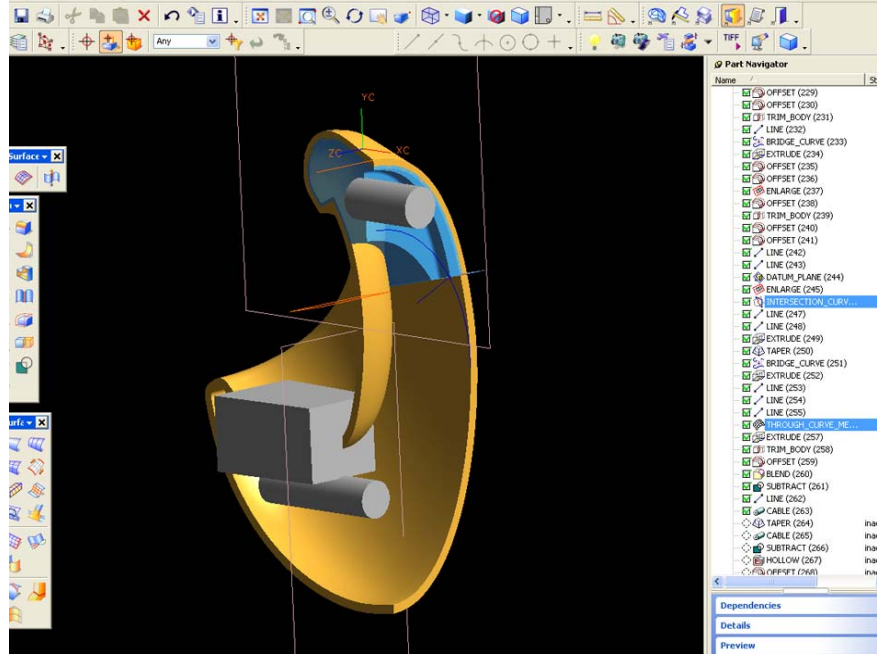 Any
TIFF
Part Navigator
Name
St
OFFSET (229)
OFFSET (230)
TRIM_BODY (231)
LINE (232)
BRIDGE_CURVE (233)
EXTRUDE (234)
OFFSET (235)
OFFSET (236)
ENLARGE (237)
OFFSET (238)
TRIM_BODY (239)
OFFSET (240)
OFFSET (241)
LINE (242)
LINE (243)
DATUM_PLANE (244)
ENLARGE (245)
INTERSECTION_CURV...
LINE (247)
LINE (248)
EXTRUDE (249)
TAPER (250)
BRIDGE_CURVE (251)
EXTRUDE (252)
LINE (253)
LINE (254)
LINE (255)
THROUGH_CURVE_ME...
EXTRUDE (257)
TRIM_BODY (258)
OFFSET (259)
BLEND (260)
SUBTRACT (261)
LINE (262)
CABLE (263)
TAPER (264) ina
CABLE (265) ina
SUBTRACT (266) ina
HOLLOW (267) ina
OFFSET (268) ina
Dependencies
Details
Preview
Surface
YC
ZC
XC